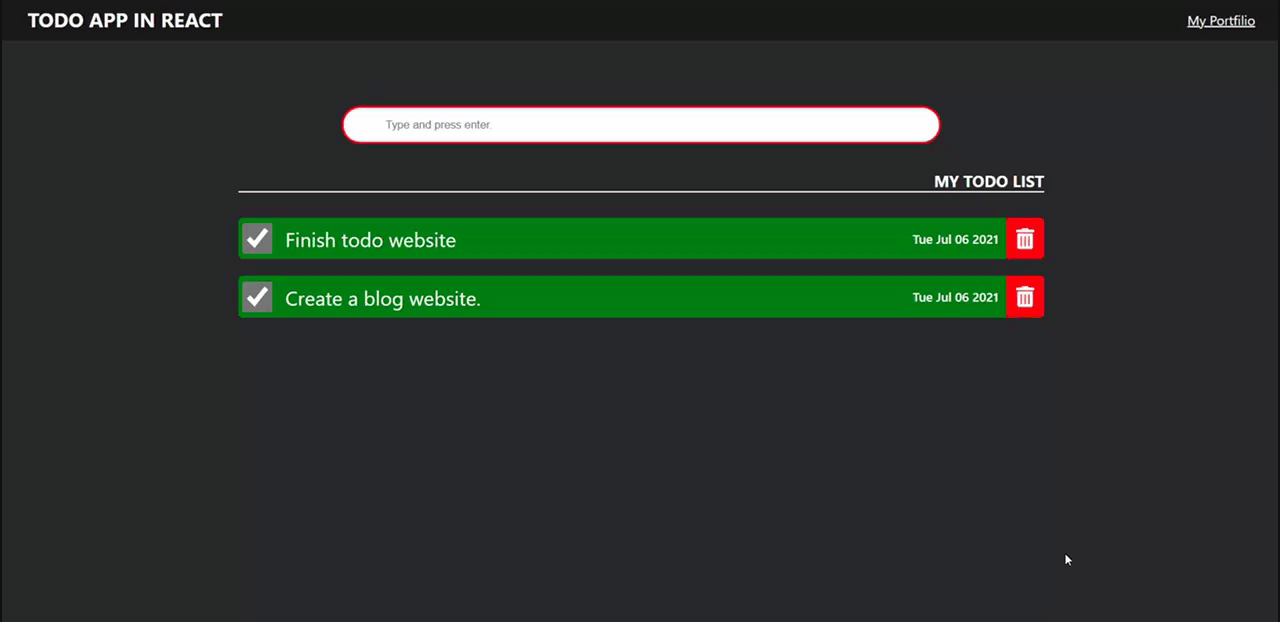 TODO APP IN REACT
My Portfilio
Type and press enter.
MY TODO LIST
Finish todo website
Tue Jul 06 2021
Create a blog website.
Tue Jul 06 2021